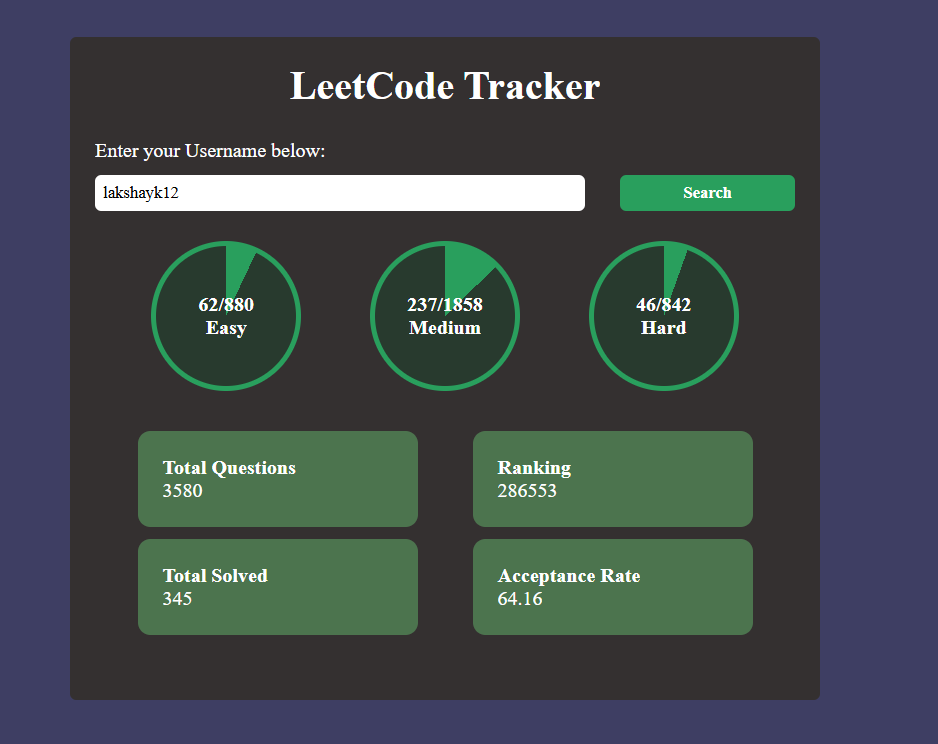 LeetCode Tracker
Enter your Username below:
lakshayk12
Search
62/880
Easy
237/1858
Medium
46/842
Hard
Total Questions
3580
Ranking
286553
Total Solved
345
Acceptance Rate
64.16